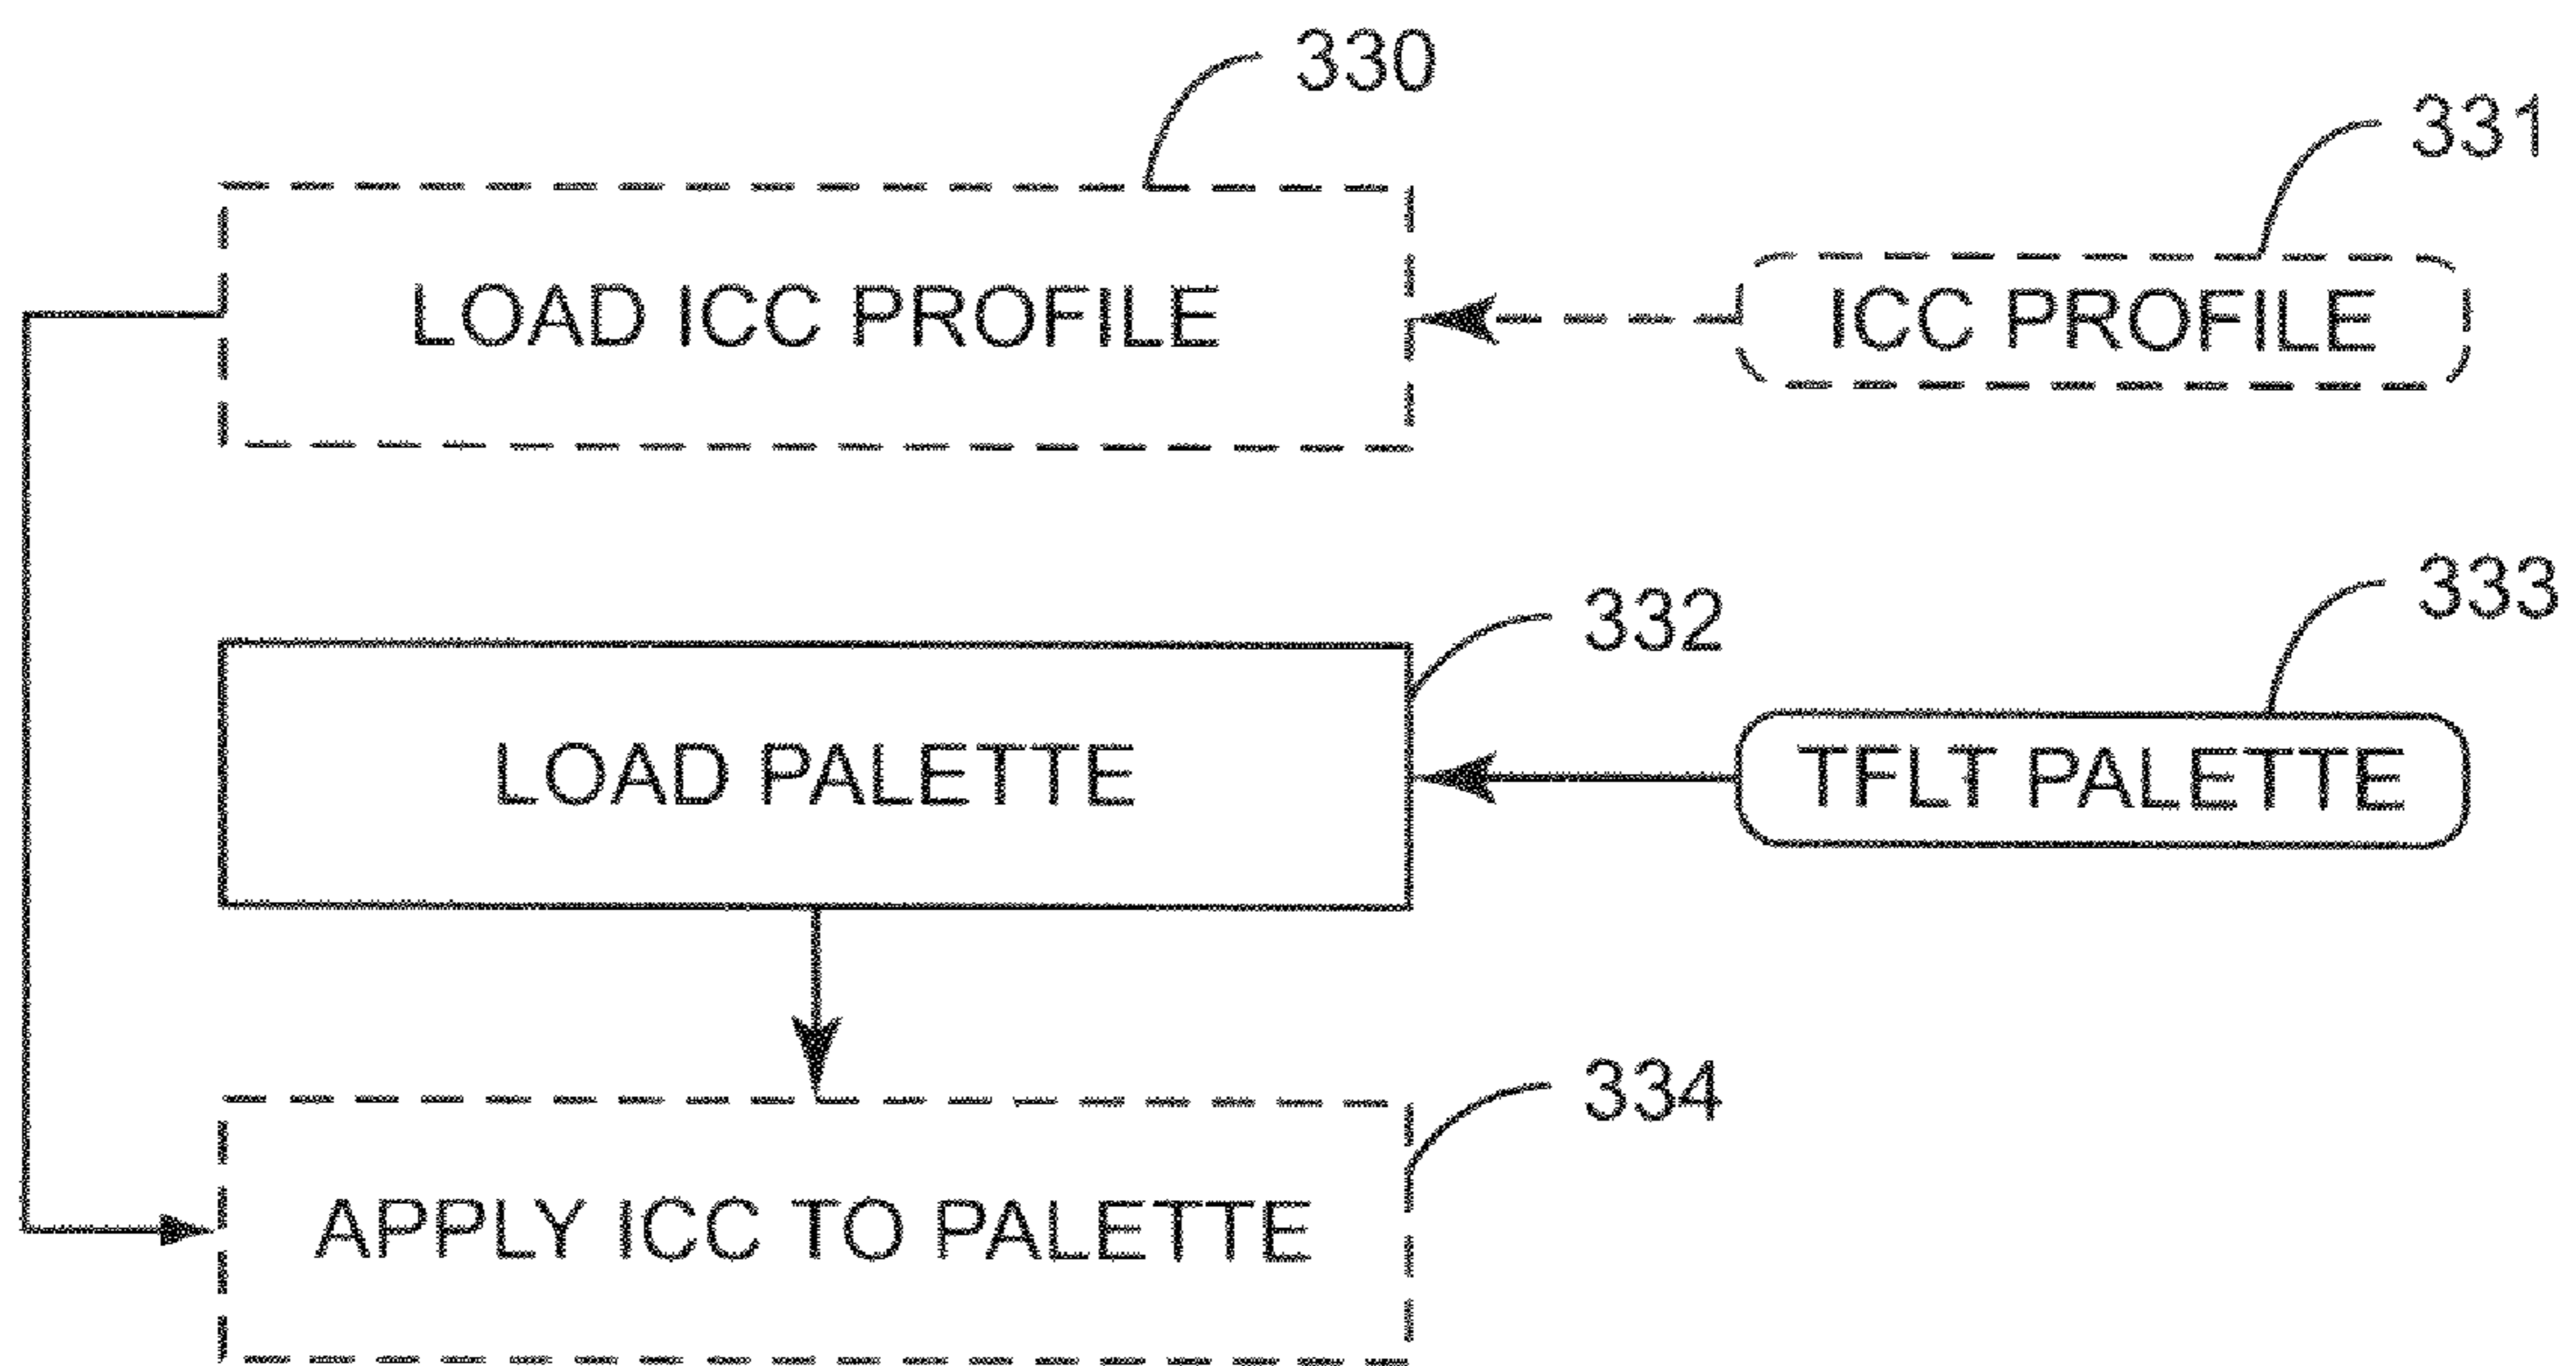 330
331
LOAD ICC PROFILE
ICC PROFILE
332
333
LOAD PALETTE
TFLT PALETTE
334
APPLY ICC TO PALETTE